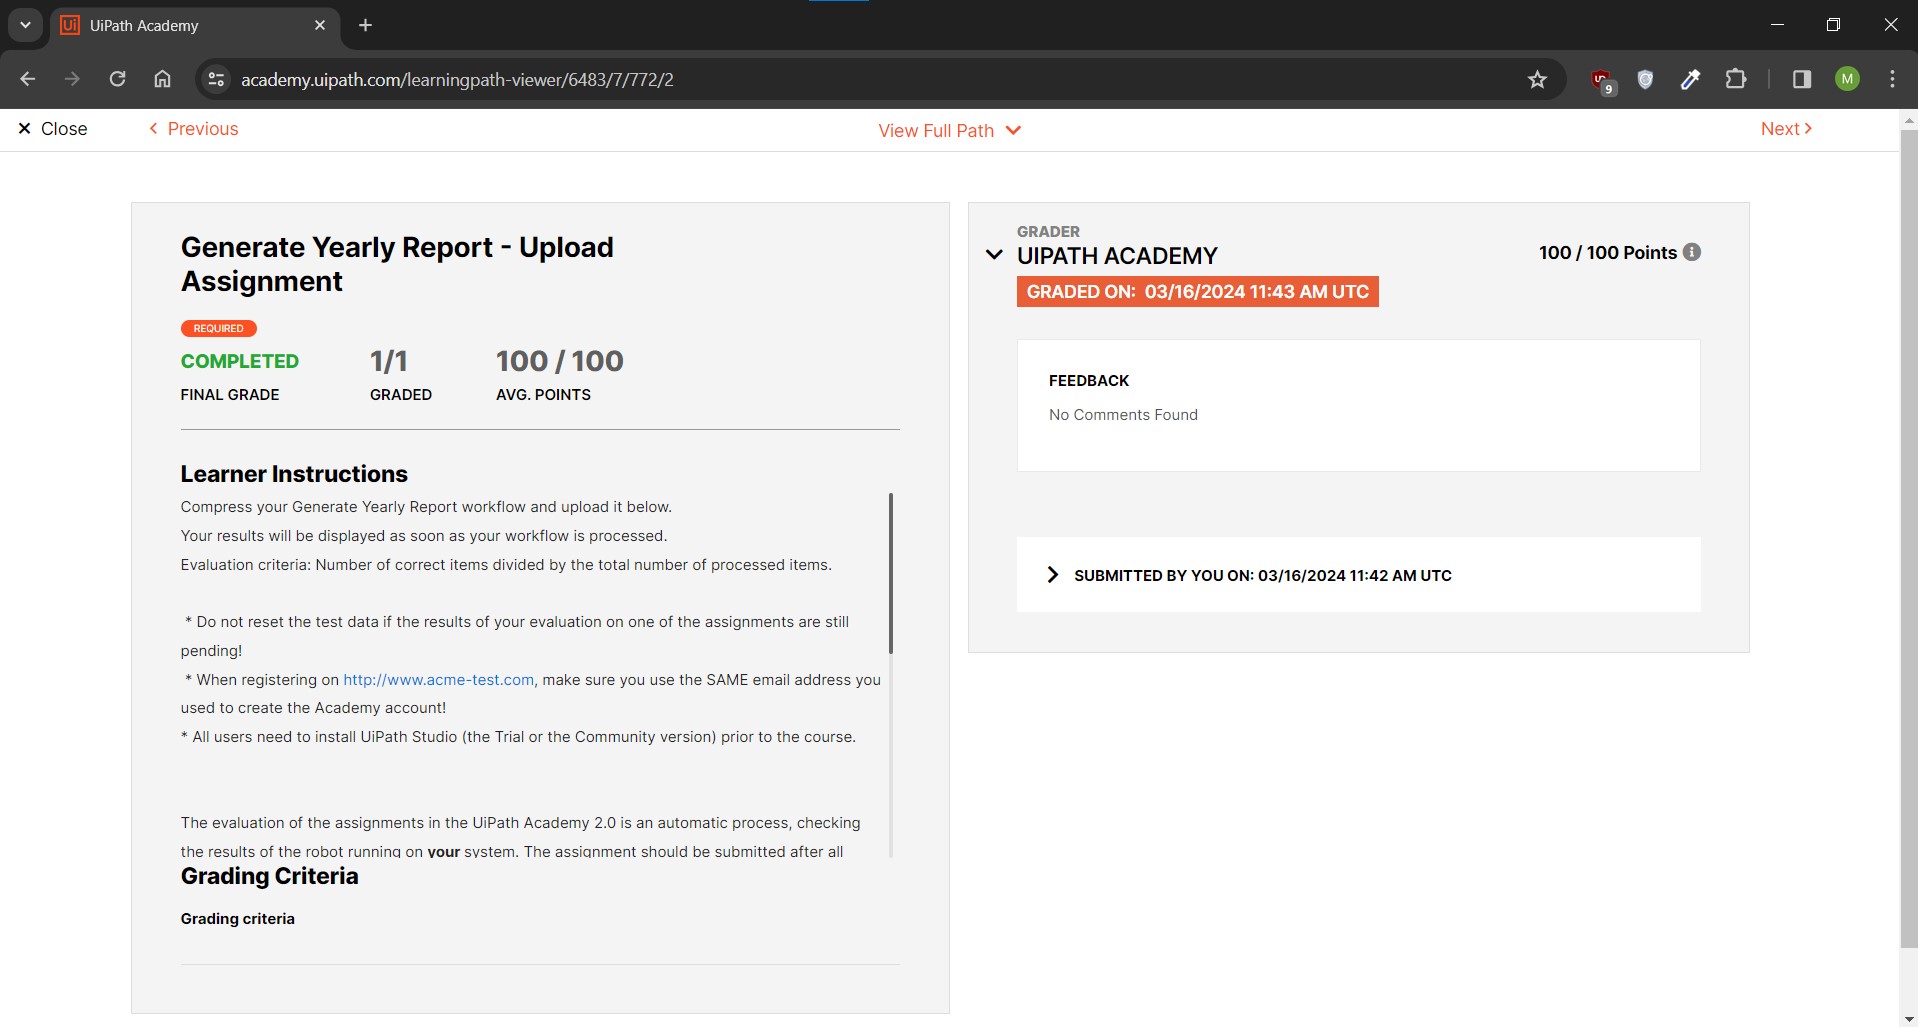 UiPath Academy
academy.uipath.com/learningpath-viewer/6483/7/772/2
9
M
Close
Previous
View Full Path
Next
Generate Yearly Report - Upload
Assignment
REQUIRED
COMPLETED
1/1
100 / 100
FINAL GRADE
GRADED
AVG. POINTS
Learner Instructions
Compress your Generate Yearly Report workflow and upload it below.
Your results will be displayed as soon as your workflow is processed.
Evaluation criteria: Number of correct items divided by the total number of processed items.
* Do not reset the test data if the results of your evaluation on one of the assignments are still
pending!
* When registering on http://www.acme-test.com, make sure you use the SAME email address you
used to create the Academy account!
* All users need to install UiPath Studio (the Trial or the Community version) prior to the course.
The evaluation of the assignments in the UiPath Academy 2.0 is an automatic process, checking
the results of the robot running on your system. The assignment should be submitted after all
Grading Criteria
Grading criteria
GRADER
UIPATH ACADEMY
100 / 100 Points
GRADED ON: 03/16/2024 11:43 AM UTC
FEEDBACK
No Comments Found
SUBMITTED BY YOU ON: 03/16/2024 11:42 AM UTC